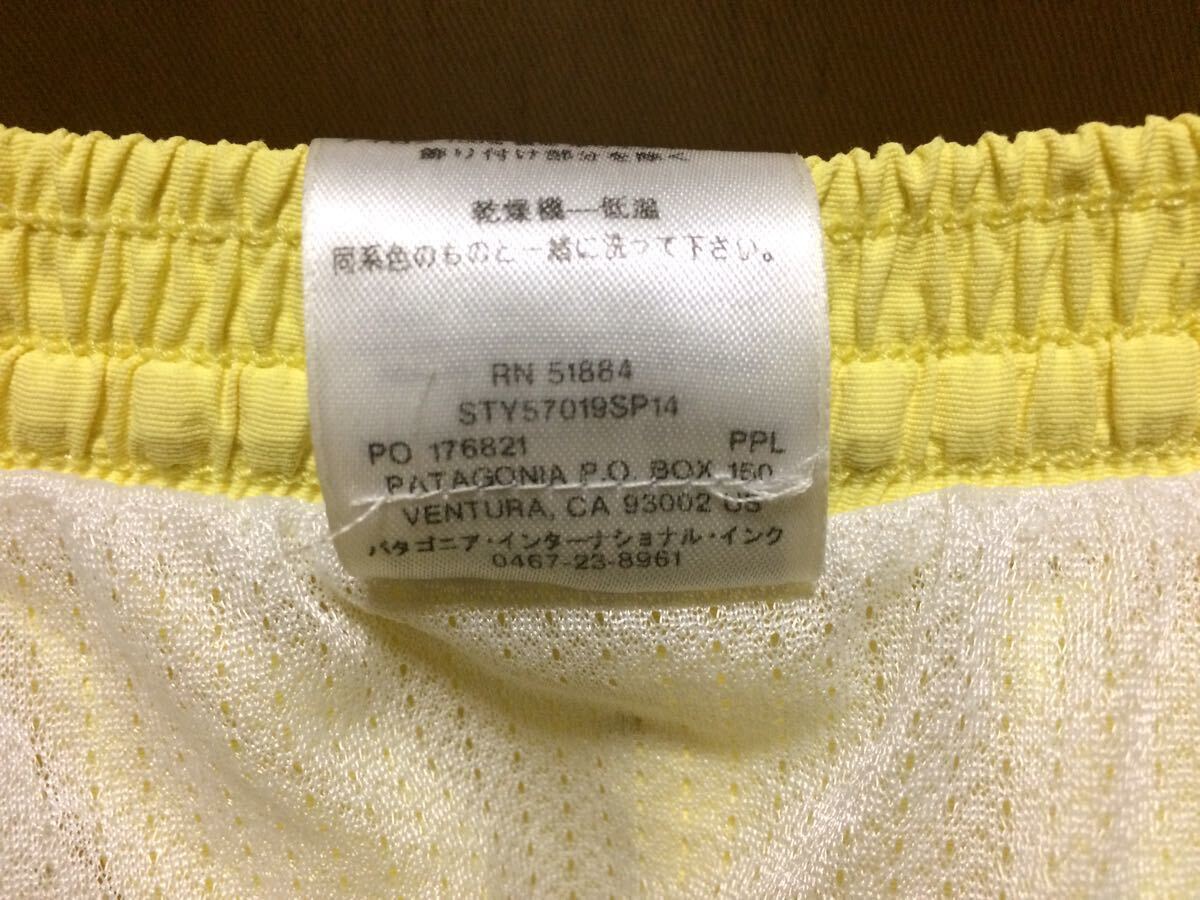 飾り付け部分を除く
乾燥機—低温
同系色のものと一緒に洗って下さい。
RN 51884
STY57019SP14
PO 176821 PPL
PATAGONIA P.O. BOX 150
VENTURA, CA 93002 US
パタゴニア・インターナショナル・インク
0467-23-8961